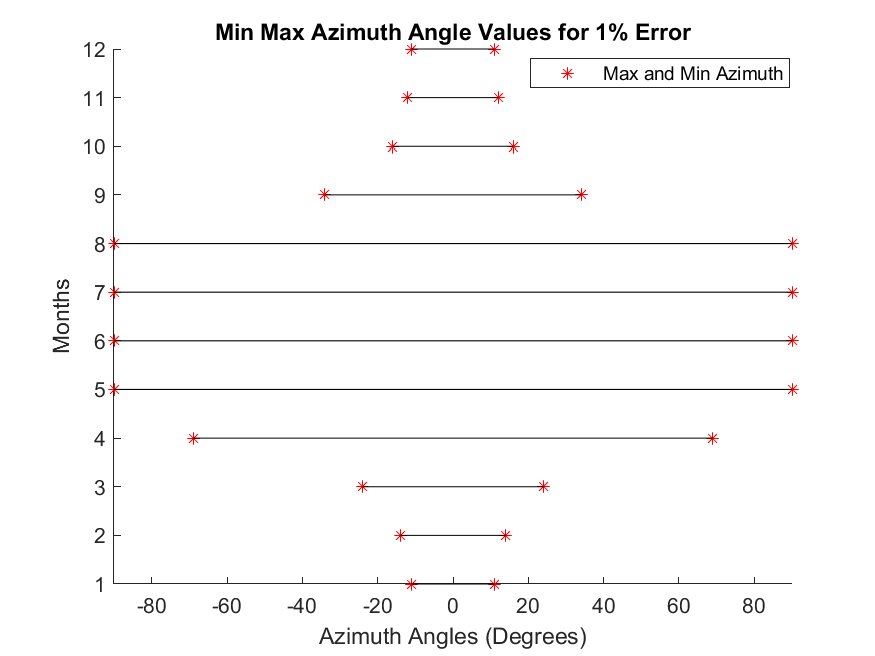 Min Max Azimuth Angle Values for 1% Error
Max and Min Azimuth
12
11
10
9
8
7
6
5
4
3
2
1
Months
-80 -60 -40 -20 0 20 40 60 80
Azimuth Angles (Degrees)